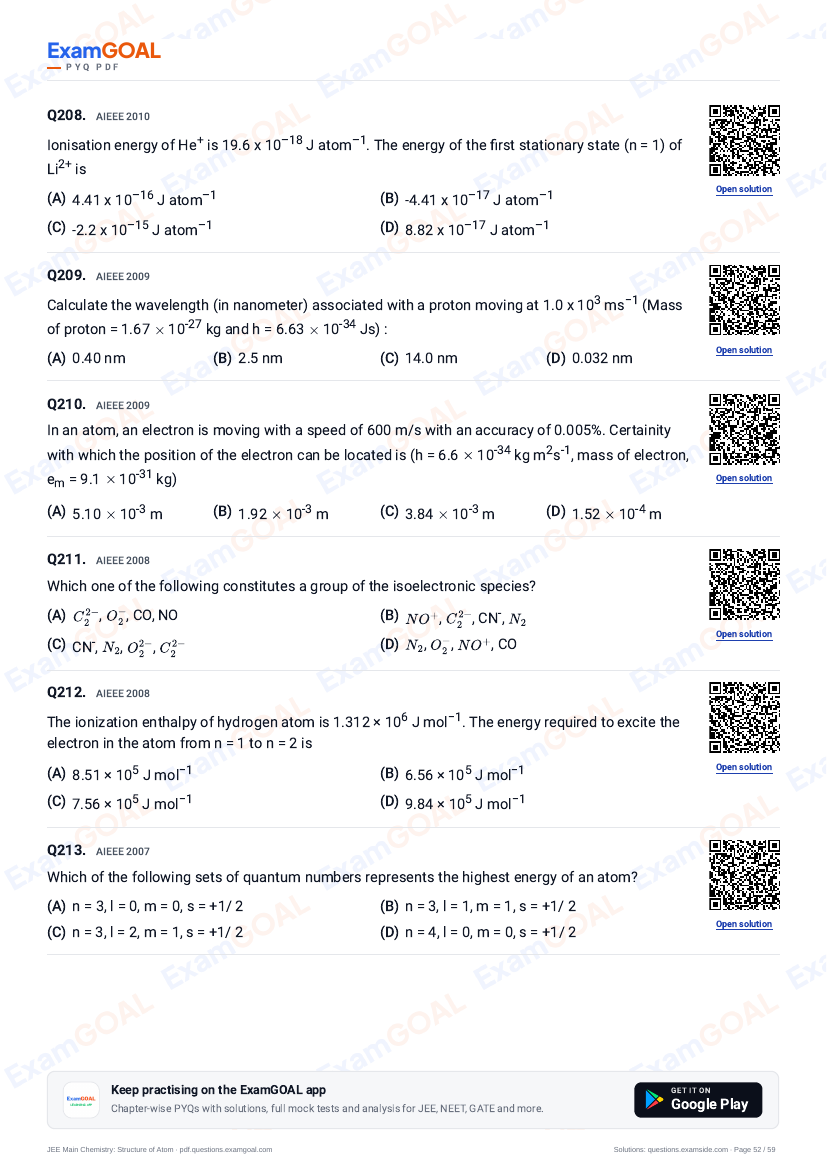 ExamGOAL
PYQ PDF
Q208. AIEEE 2010
Ionisation energy of He⁺ is 19.6 x 10⁻¹⁸ J atom⁻¹. The energy of the first stationary state (n = 1) of
Li²⁺ is
(A) 4.41 x 10⁻¹⁶ J atom⁻¹ (B) -4.41 x 10⁻¹⁷ J atom⁻¹
(C) -2.2 x 10⁻¹⁵ J atom⁻¹ (D) 8.82 x 10⁻¹⁷ J atom⁻¹
Open solution
Q209. AIEEE 2009
Calculate the wavelength (in nanometer) associated with a proton moving at 1.0 x 10³ ms⁻¹ (Mass
of proton = 1.67 × 10⁻²⁷ kg and h = 6.63 × 10⁻³⁴ Js) :
(A) 0.40 nm (B) 2.5 nm (C) 14.0 nm (D) 0.032 nm
Open solution
Q210. AIEEE 2009
In an atom, an electron is moving with a speed of 600 m/s with an accuracy of 0.005%. Certainity
with which the position of the electron can be located is (h = 6.6 × 10⁻³⁴ kg m²s⁻¹, mass of electron,
eₘ = 9.1 × 10⁻³¹ kg)
(A) 5.10 × 10⁻³ m (B) 1.92 × 10⁻³ m (C) 3.84 × 10⁻³ m (D) 1.52 × 10⁻⁴ m
Open solution
Q211. AIEEE 2008
Which one of the following constitutes a group of the isoelectronic species?
(A) C₂²⁻, O₂⁻, CO, NO (B) NO⁺, C₂²⁻, CN⁻, N₂
(C) CN⁻, N₂, O₂²⁻, C₂²⁻ (D) N₂, O₂⁻, NO⁺, CO
Open solution
Q212. AIEEE 2008
The ionization enthalpy of hydrogen atom is 1.312 × 10⁶ J mol⁻¹. The energy required to excite the
electron in the atom from n = 1 to n = 2 is
(A) 8.51 × 10⁵ J mol⁻¹ (B) 6.56 × 10⁵ J mol⁻¹
(C) 7.56 × 10⁵ J mol⁻¹ (D) 9.84 × 10⁵ J mol⁻¹
Open solution
Q213. AIEEE 2007
Which of the following sets of quantum numbers represents the highest energy of an atom?
(A) n = 3, l = 0, m = 0, s = +1/ 2 (B) n = 3, l = 1, m = 1, s = +1/ 2
(C) n = 3, l = 2, m = 1, s = +1/ 2 (D) n = 4, l = 0, m = 0, s = +1/ 2
Open solution
ExamGOAL
Keep practising on the ExamGOAL app
Chapter-wise PYQs with solutions, full mock tests and analysis for JEE, NEET, GATE and more.
GET IT ON
Google Play
JEE Main Chemistry: Structure of Atom · pdf.questions.examgoal.com
Solutions: questions.examside.com · Page 52 / 59